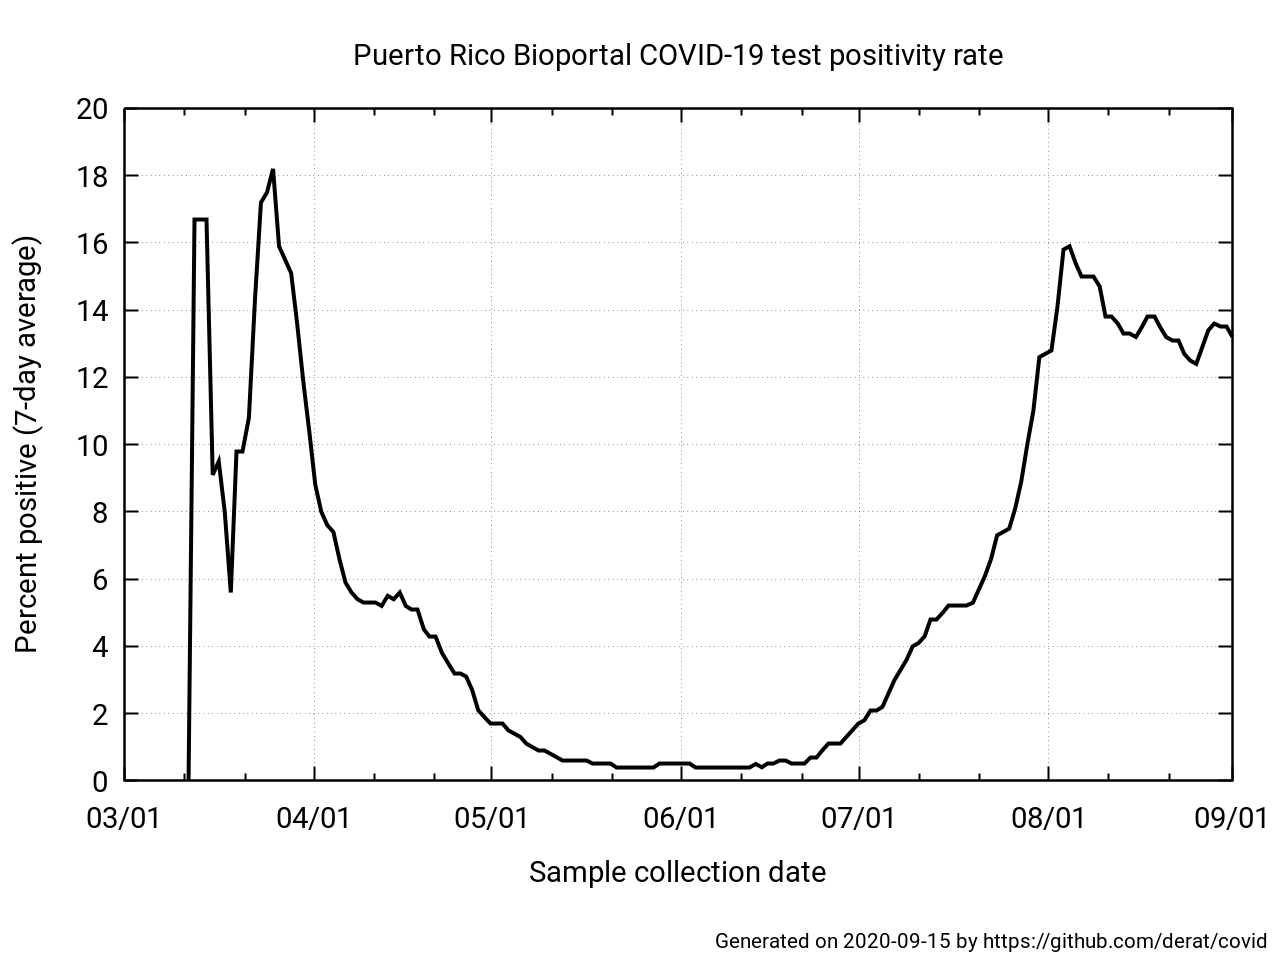 Puerto Rico Bioportal COVID-19 test positivity rate
20
18
16
14
12
10
8
6
4
2
0
Percent positive (7-day average)
03/01 04/01 05/01 06/01 07/01 08/01 09/01
Sample collection date
Generated on 2020-09-15 by https://github.com/derat/covid